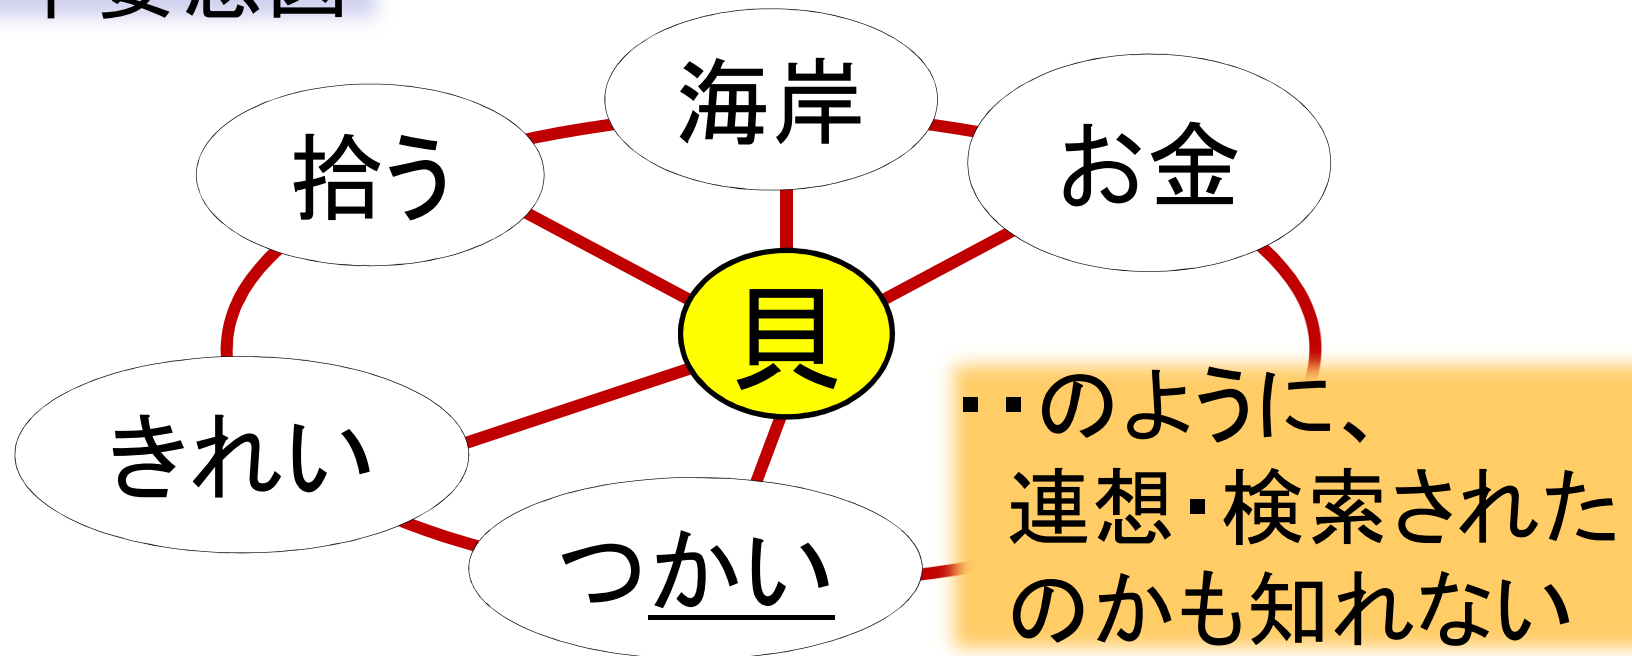 海岸
拾う
お金
貝
きれい
つかい
・・のように、
連想・検索された
のかも知れない